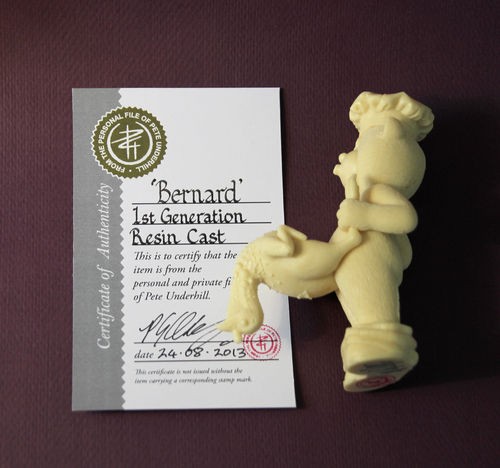 FROM THE PERSONAL FILE OF PETE UNDERHILL
Certificate of Authenticity
'Bernard'
1st Generation
Resin Cast
This is to certify that the
item is from the
personal and private fi
of Pete Underhill.
date 24·08·2013
This certificate is not issued without the
item carrying a corresponding stamp mark.